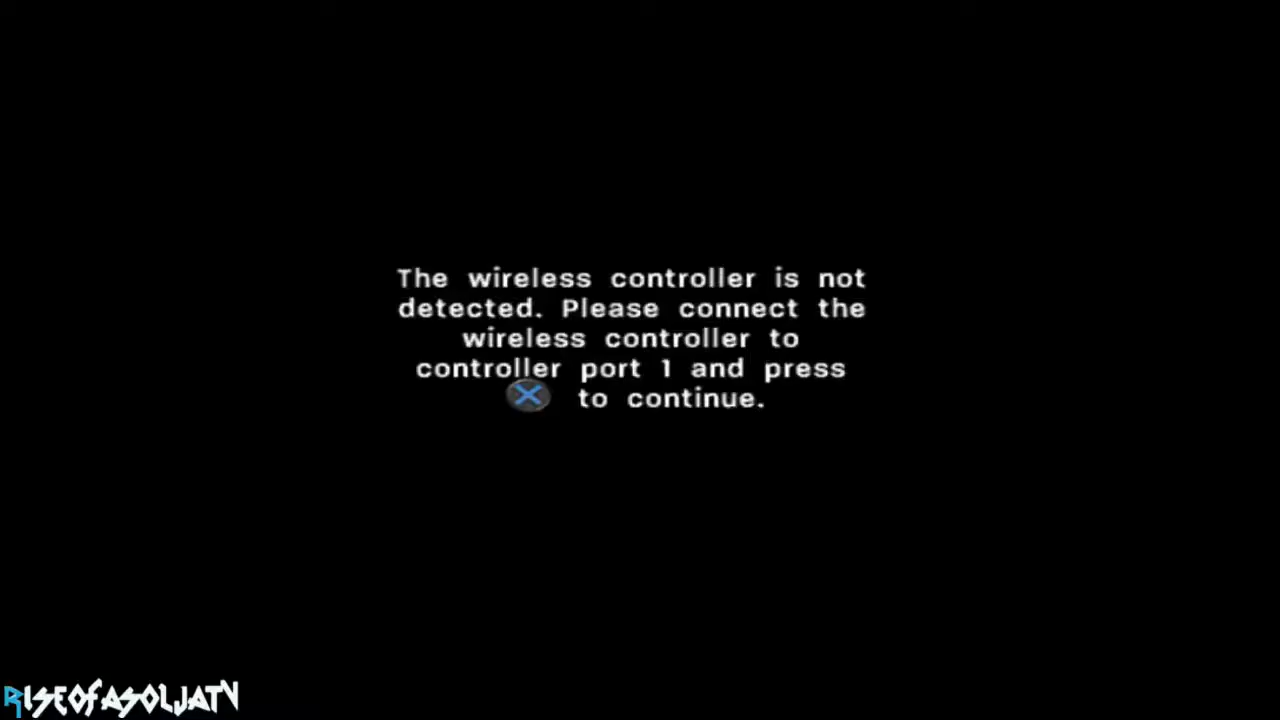 The wireless controller is not
detected. Please connect the
wireless controller to
controller port 1 and press
to continue.
RISEOFASOLJATV